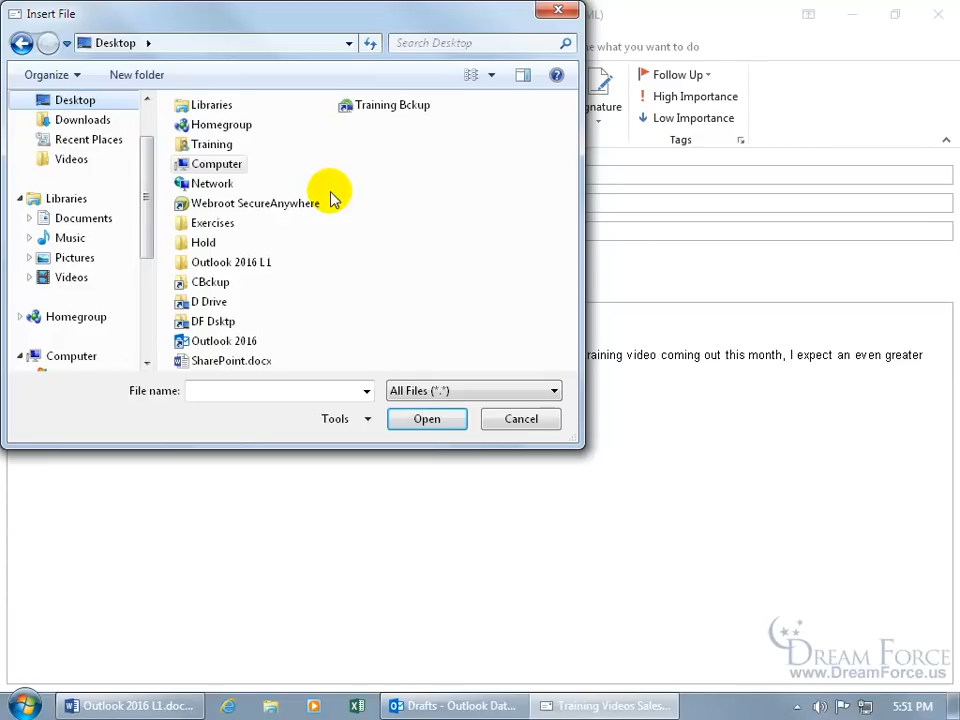 Insert File
ML)
Desktop
Search Desktop
me what you want to do
Organize
New folder
Follow Up
High Importance
Low Importance
gnature
Tags
Desktop
Downloads
Recent Places
Videos
Libraries
Documents
Music
Pictures
Videos
Homegroup
Computer
Libraries
Homegroup
Training
Computer
Network
Webroot SecureAnywhere
Exercises
Hold
Outlook 2016 L1
CBckup
D Drive
DF Dsktp
Outlook 2016
SharePoint.docx
Training Bckup
raining video coming out this month, I expect an even greater
File name:
All Files (*.*)
Tools
Open
Cancel
DREAM FORCE
www.DreamForce.us
Outlook 2016 L1.doc...
Drafts - Outlook Dat...
Training Videos Sales...
5:51 PM